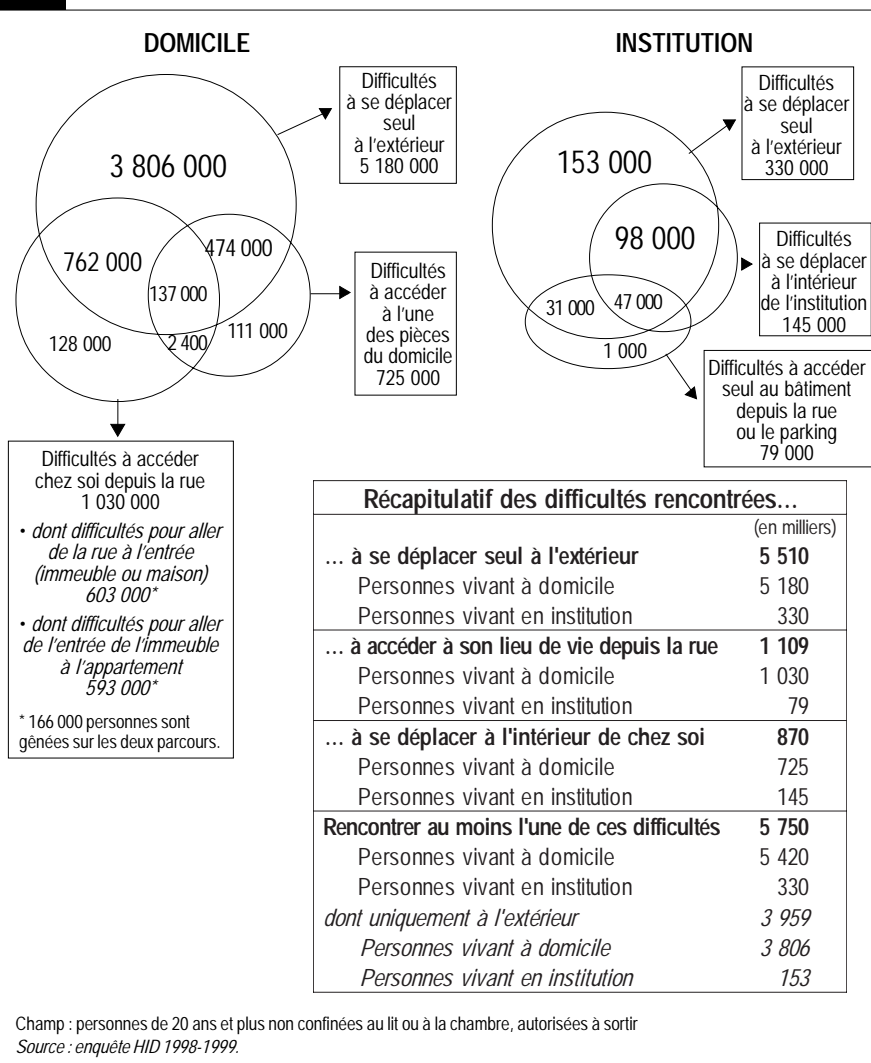 DOMICILE
Difficultés
à se déplacer
seul
à l'extérieur
5 180 000
3 806 000
762 000
474 000
137 000
128 000
2 400
111 000
Difficultés
à accéder
à l'une
des pièces
du domicile
725 000
Difficultés à accéder
chez soi depuis la rue
1 030 000
• dont difficultés pour aller
de la rue à l'entrée
(immeuble ou maison)
603 000*
• dont difficultés pour aller
de l'entrée de l'immeuble
à l'appartement
593 000*
* 166 000 personnes sont
gênées sur les deux parcours.
INSTITUTION
Difficultés
à se déplacer
seul
à l'extérieur
330 000
153 000
98 000
31 000
47 000
1 000
Difficultés
à se déplacer
à l'intérieur
de l'institution
145 000
Difficultés à accéder
seul au bâtiment
depuis la rue
ou le parking
79 000
Récapitulatif des difficultés rencontrées...
(en milliers)
... à se déplacer seul à l'extérieur 5 510
Personnes vivant à domicile 5 180
Personnes vivant en institution 330
... à accéder à son lieu de vie depuis la rue 1 109
Personnes vivant à domicile 1 030
Personnes vivant en institution 79
... à se déplacer à l'intérieur de chez soi 870
Personnes vivant à domicile 725
Personnes vivant en institution 145
Rencontrer au moins l'une de ces difficultés 5 750
Personnes vivant à domicile 5 420
Personnes vivant en institution 330
dont uniquement à l'extérieur 3 959
Personnes vivant à domicile 3 806
Personnes vivant en institution 153
Champ : personnes de 20 ans et plus non confinées au lit ou à la chambre, autorisées à sortir
Source : enquête HID 1998-1999.